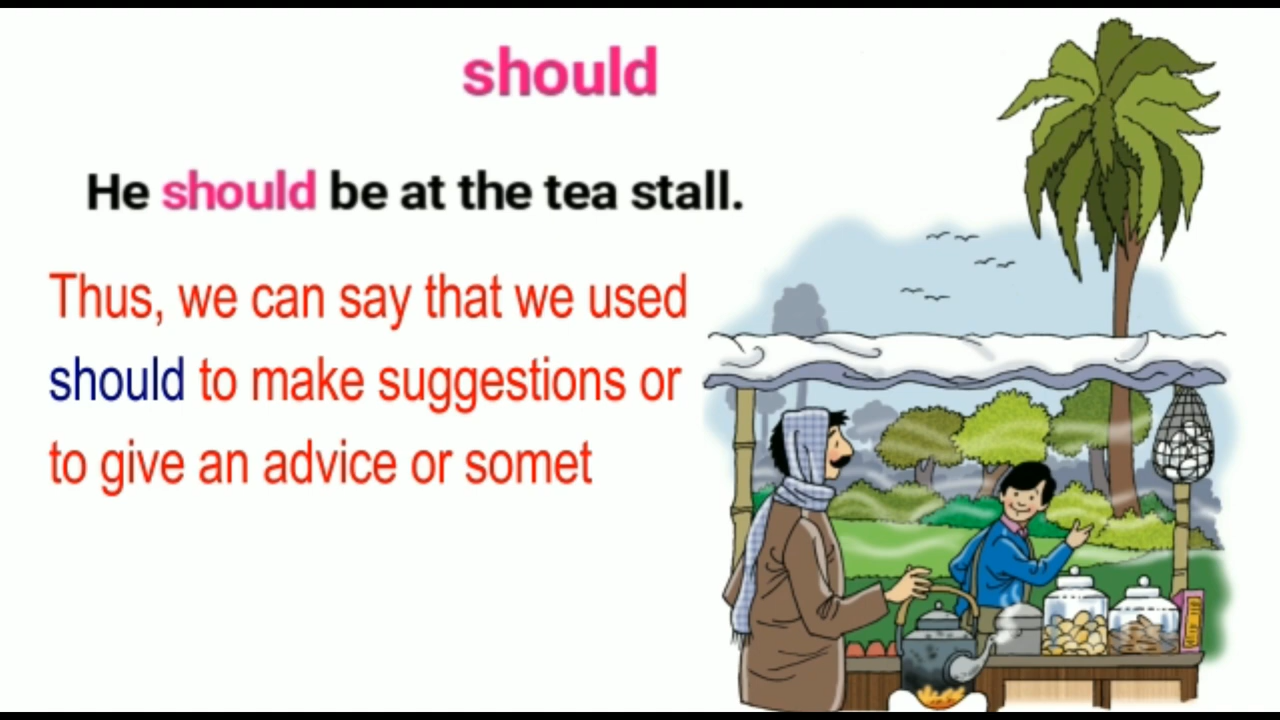 should
He should be at the tea stall.
Thus, we can say that we used
should to make suggestions or
to give an advice or somet